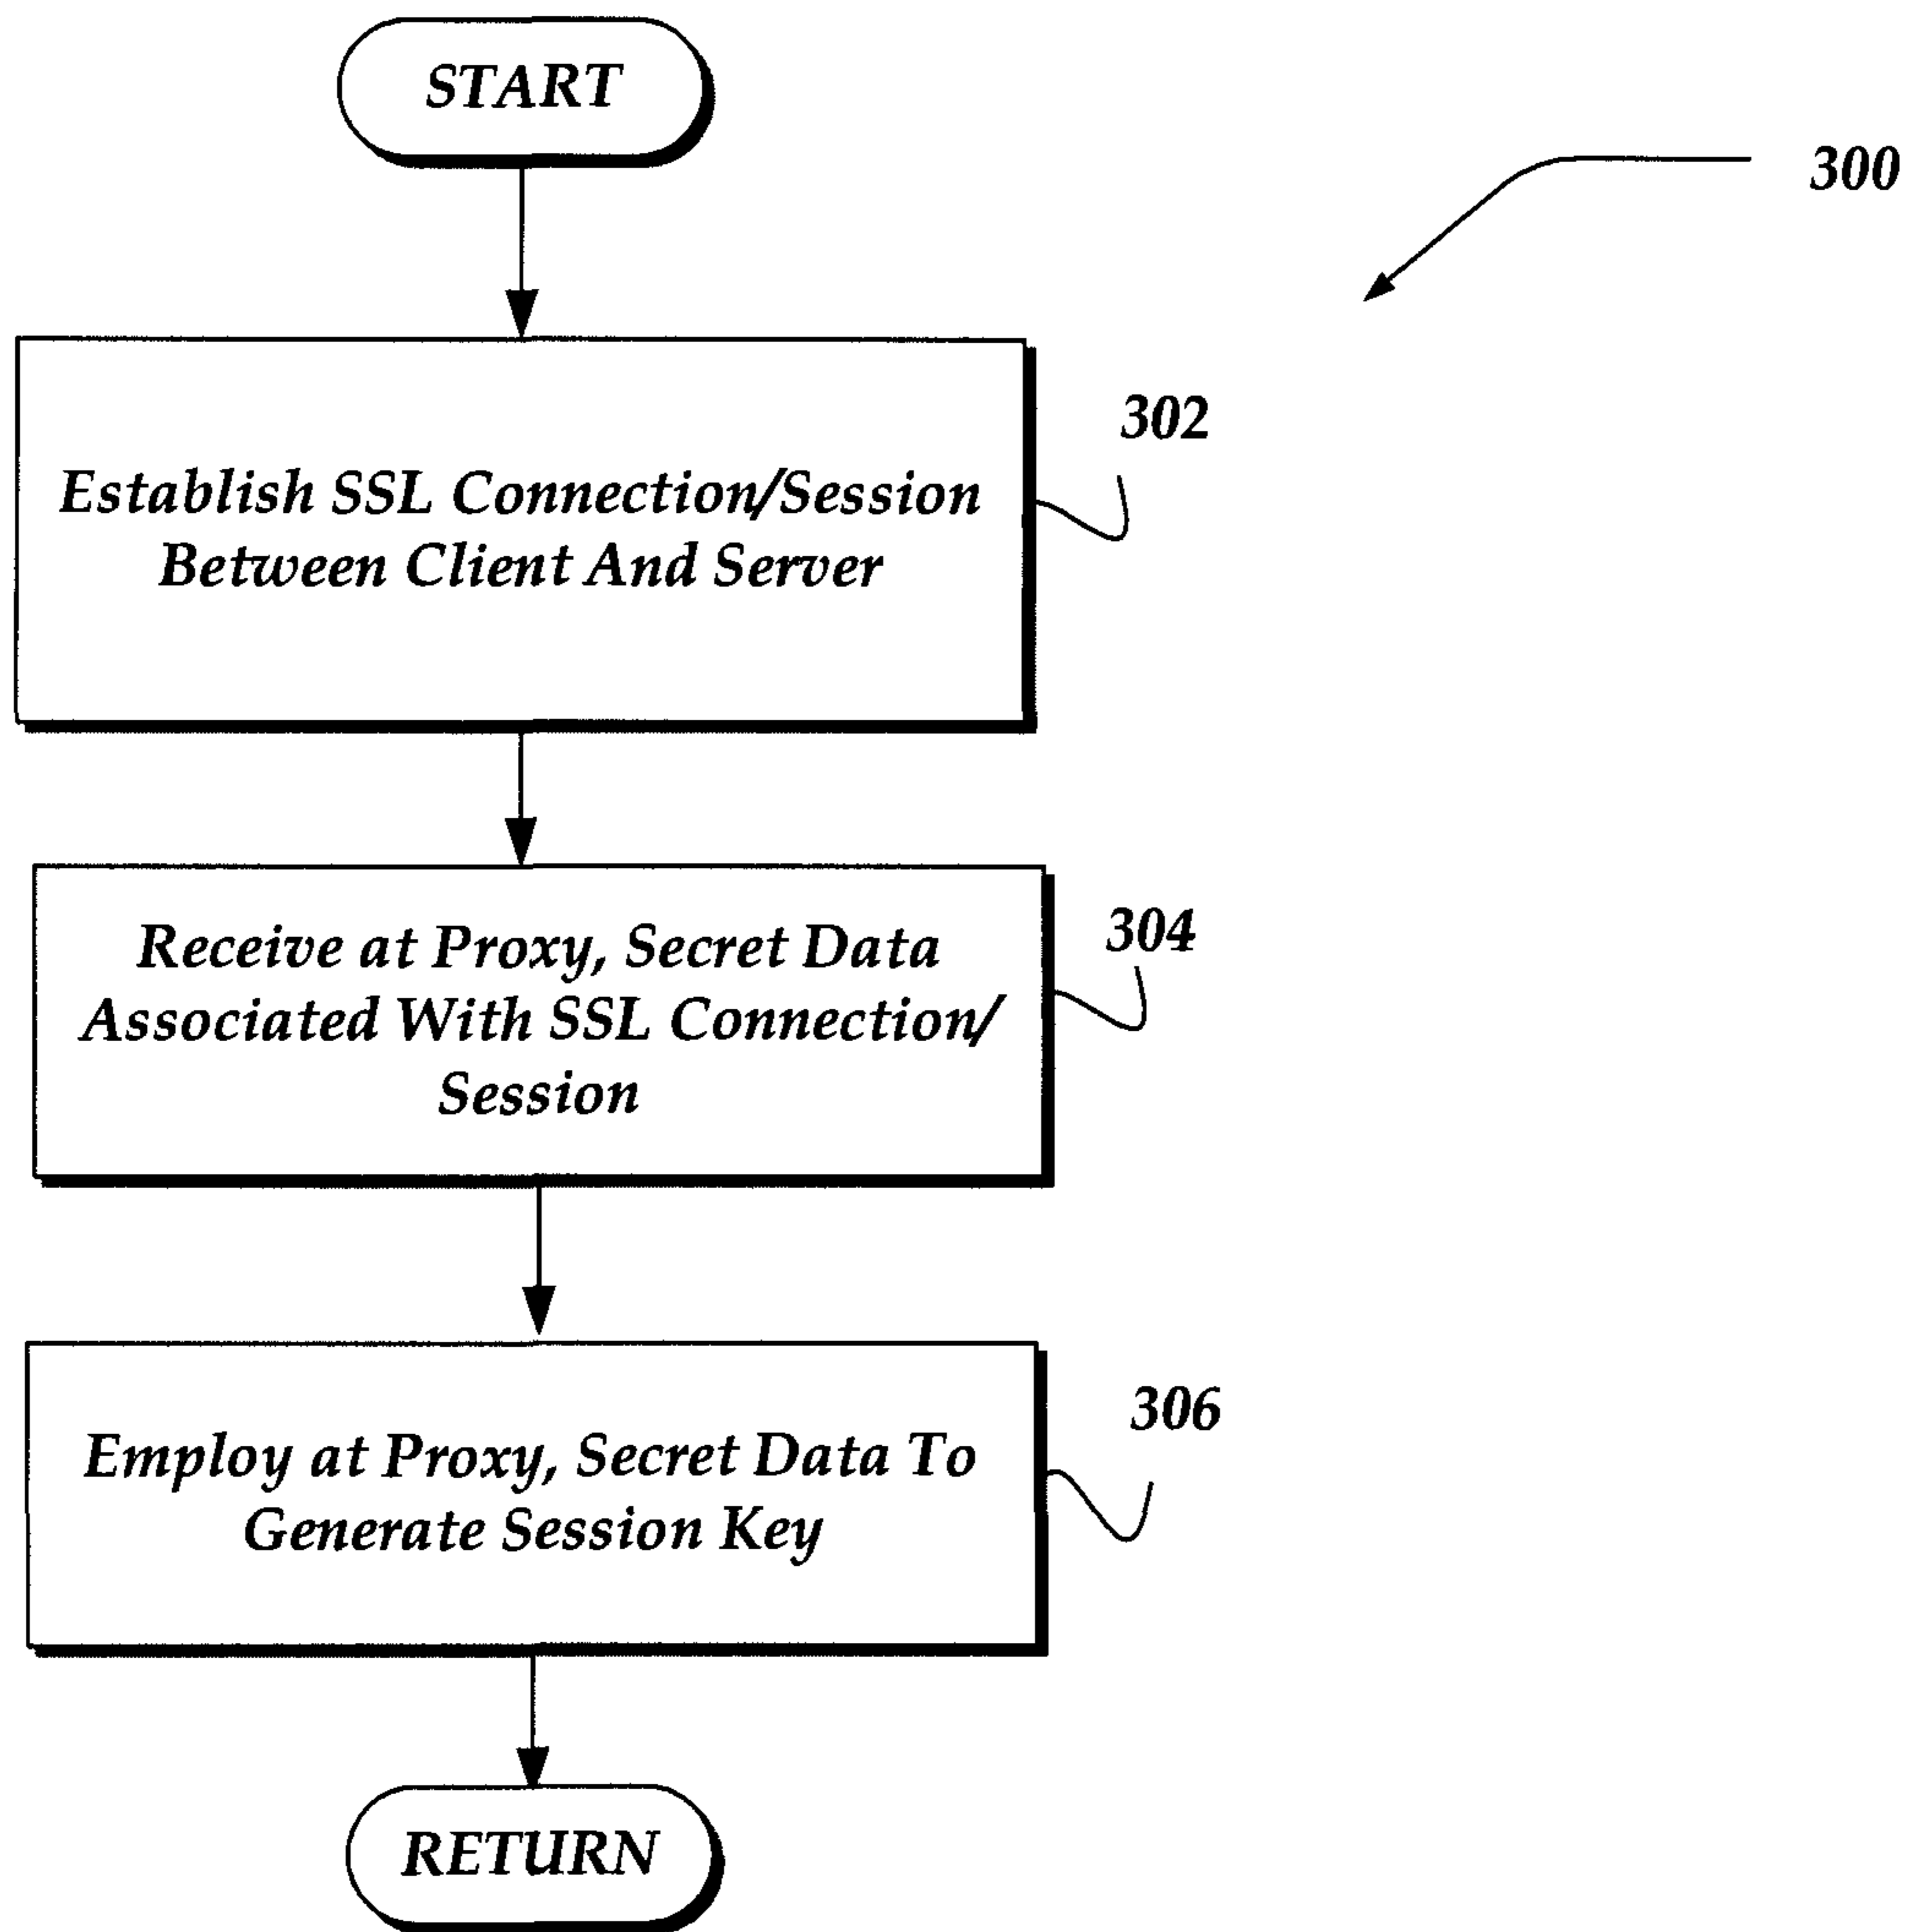 START
300
302
Establish SSL Connection/Session
Between Client And Server
304
Receive at Proxy, Secret Data
Associated With SSL Connection/
Session
306
Employ at Proxy, Secret Data To
Generate Session Key
RETURN